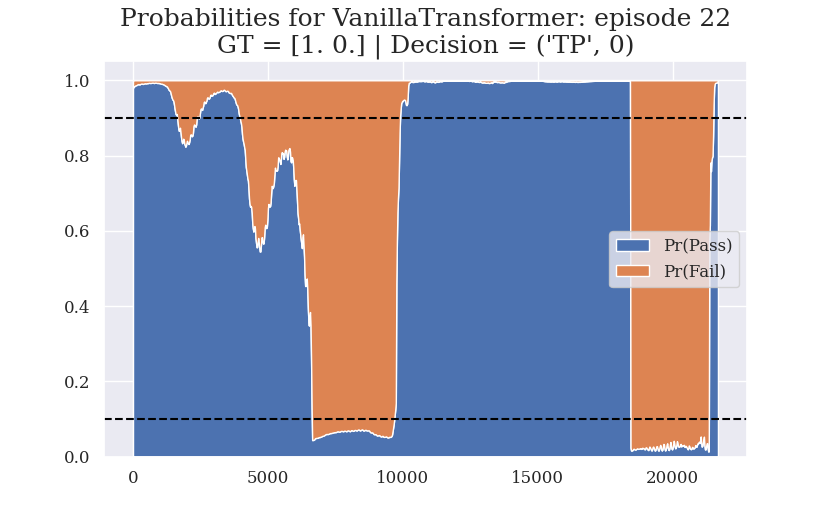 Probabilities for VanillaTransformer: episode 22
GT = [1. 0.] | Decision = ('TP', 0)
1.0
0.8
0.6
0.4
0.2
0.0
Pr(Pass)
Pr(Fail)
0
5000
10000
15000
20000